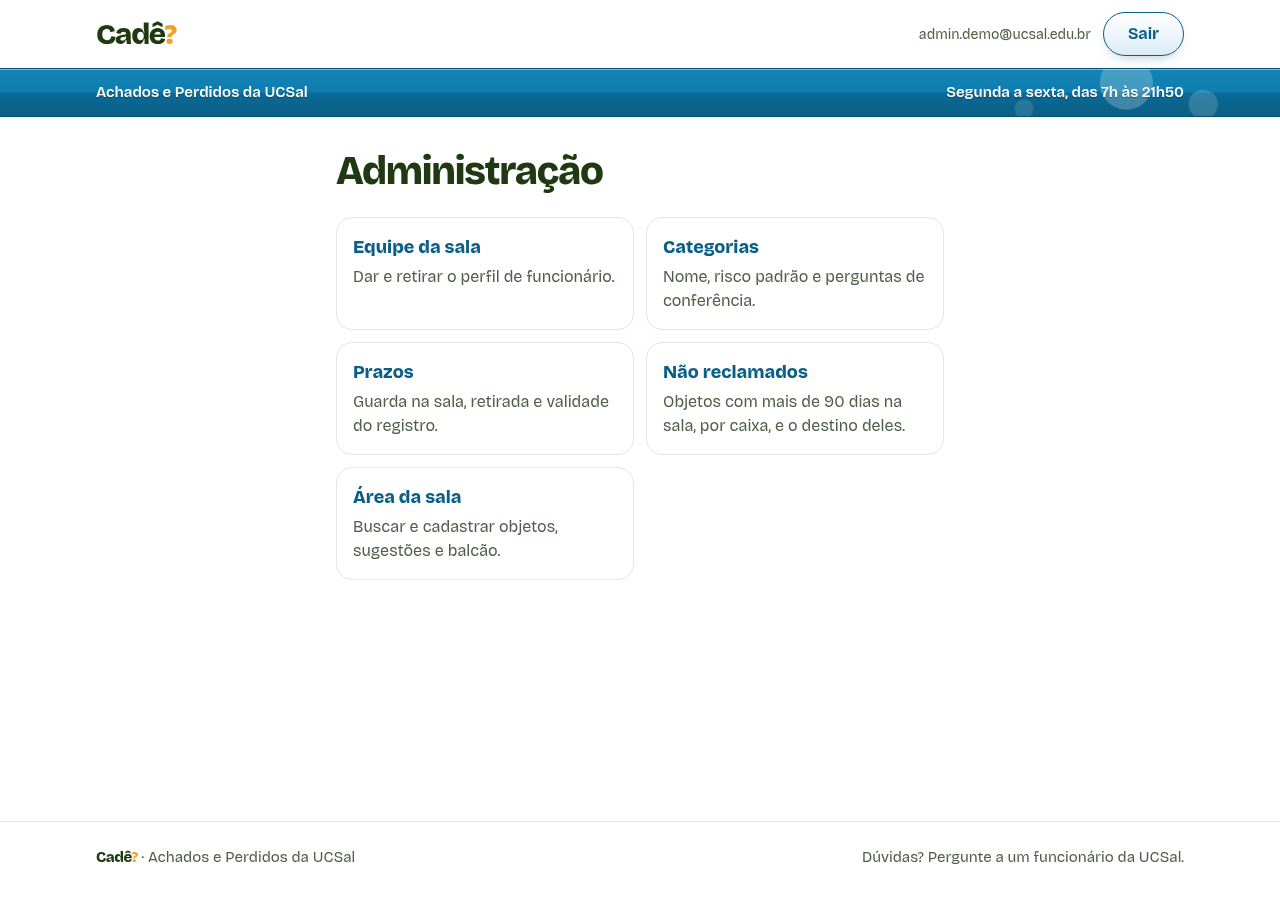 Cadê?
admin.demo@ucsal.edu.br
Sair
Achados e Perdidos da UCSal
Segunda a sexta, das 7h às 21h50
Administração
Equipe da sala
Dar e retirar o perfil de funcionário.
Categorias
Nome, risco padrão e perguntas de
conferência.
Prazos
Guarda na sala, retirada e validade
do registro.
Não reclamados
Objetos com mais de 90 dias na
sala, por caixa, e o destino deles.
Área da sala
Buscar e cadastrar objetos,
sugestões e balcão.
Cadê? · Achados e Perdidos da UCSal
Dúvidas? Pergunte a um funcionário da UCSal.